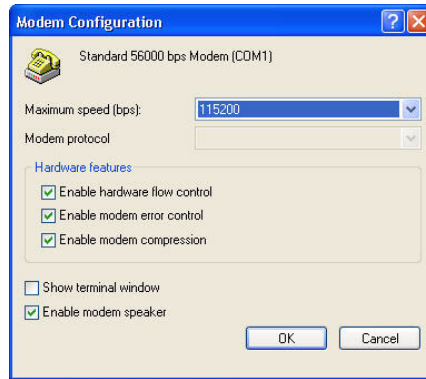 Modem Configuration
Standard 56000 bps Modem (COM1)
Maximum speed (bps):
115200
Modem protocol
Hardware features
Enable hardware flow control
Enable modem error control
Enable modem compression
Show terminal window
Enable modem speaker
OK
Cancel